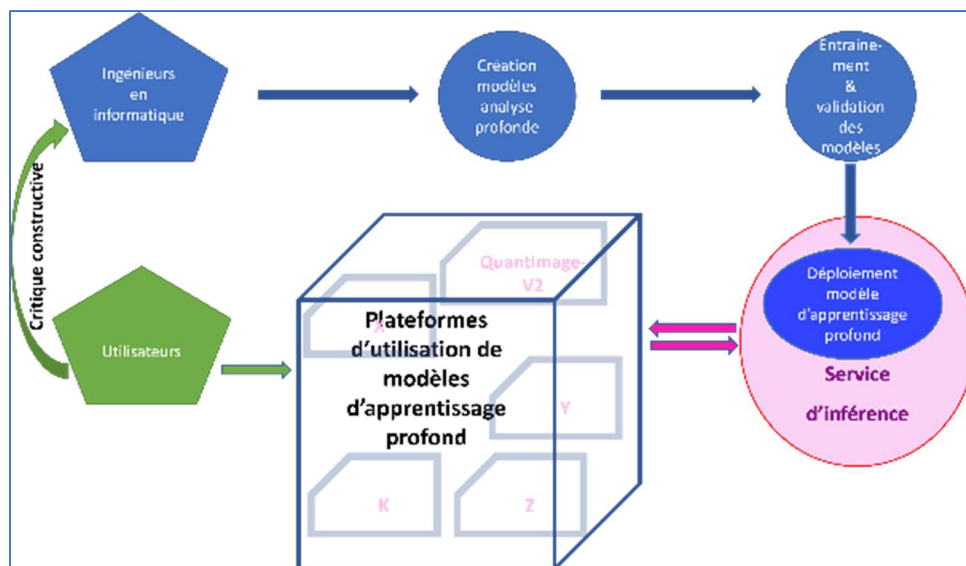 Ingénieurs
en
informatique
Création
modèles
analyse
profonde
Entraine-
ment
&
validation
des
modèles
Critique constructive
Utilisateurs
QuantImage-
V2
X
Plateformes
d'utilisation de
modèles
d'apprentissage
profond
Y
K
Z
Déploiement
modèle
d'apprentissage
profond
Service
d'inférence